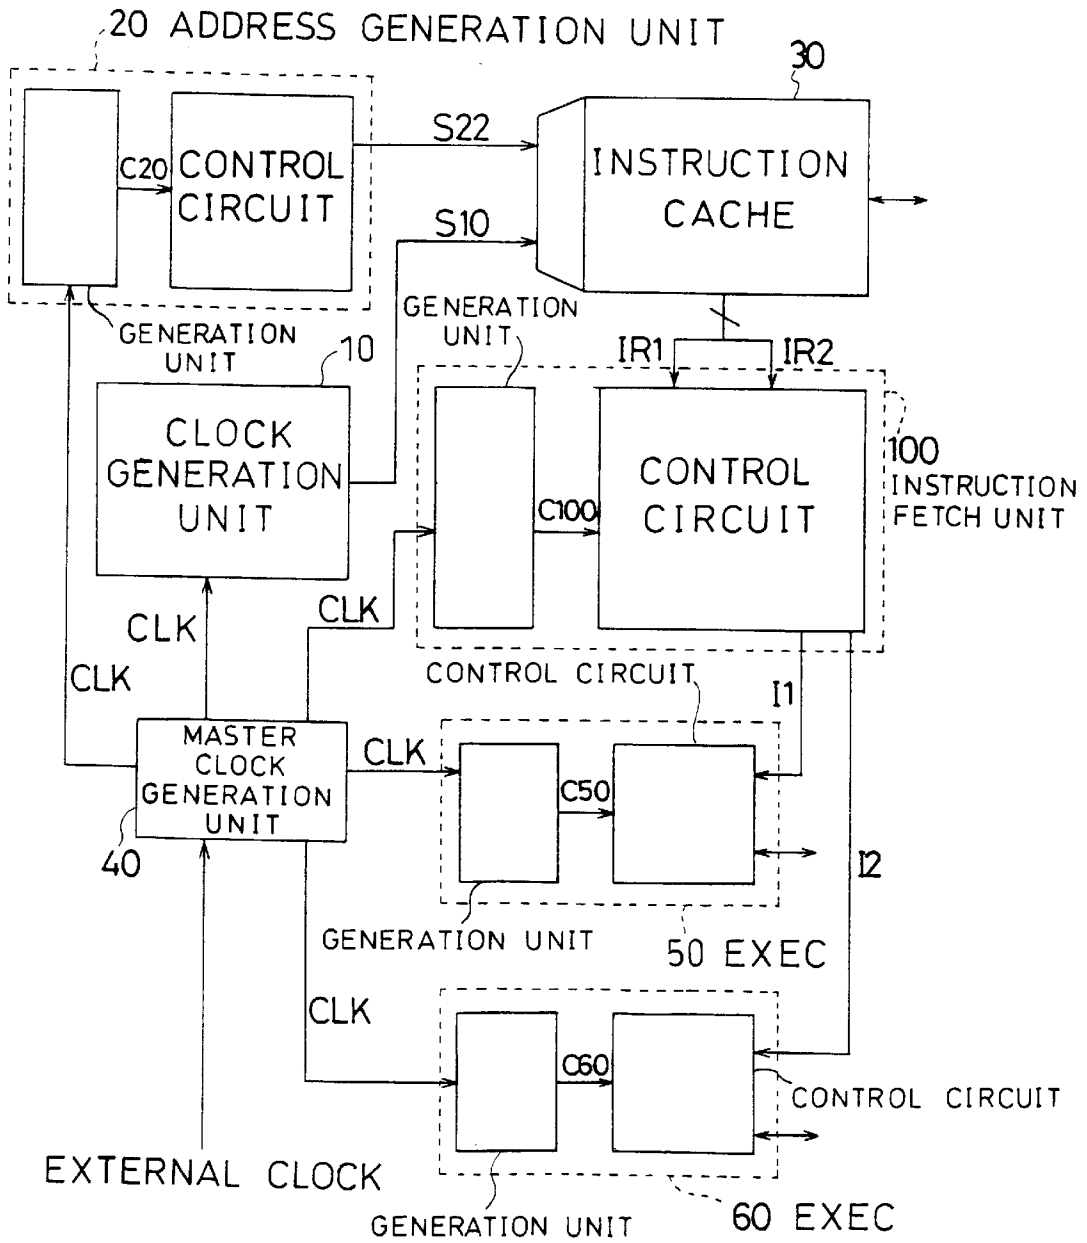 20 ADDRESS GENERATION UNIT
30
C20
CONTROL
CIRCUIT
S22
S10
INSTRUCTION
CACHE
GENERATION
UNIT
GENERATION
UNIT
10
IR1
IR2
CLOCK
GENERATION
UNIT
C100
CONTROL
CIRCUIT
100
INSTRUCTION
FETCH UNIT
CLK
CLK
CLK
CONTROL CIRCUIT
I1
MASTER
CLOCK
GENERATION
UNIT
40
CLK
C50
I2
GENERATION UNIT
50 EXEC
CLK
C60
CONTROL CIRCUIT
EXTERNAL CLOCK
GENERATION UNIT
60 EXEC